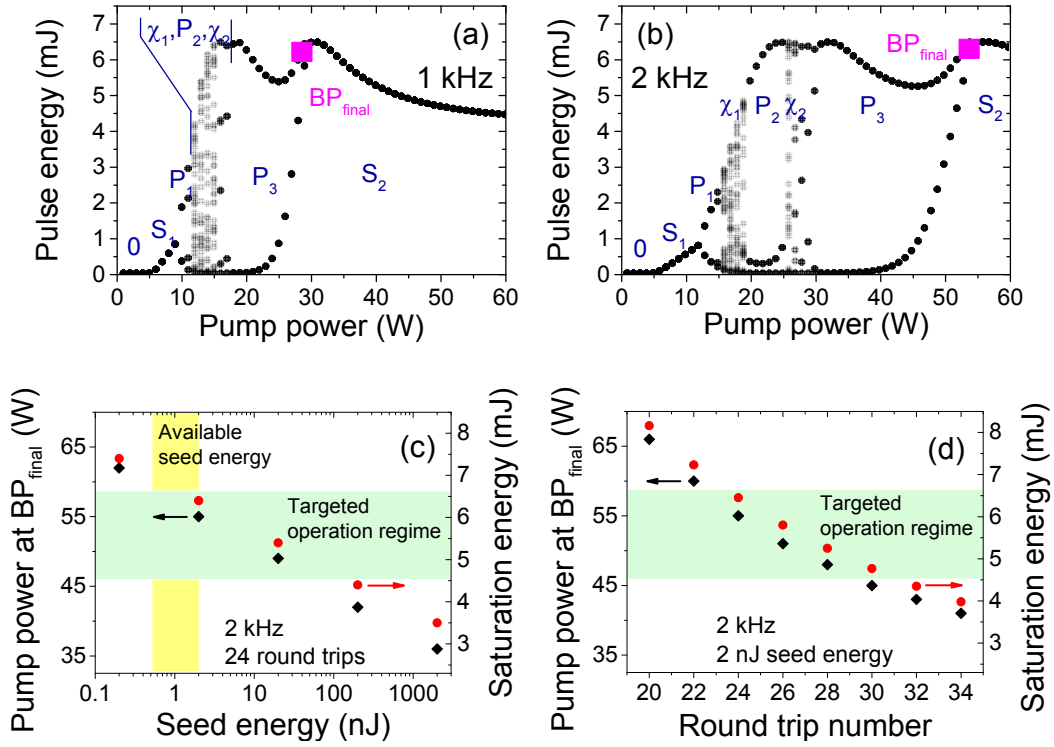 7
6
5
4
3
2
1
0
Pulse energy (mJ)
χ₁,P₂,χ₂
(a)
1 kHz
BP_final
P₁
P₃
S₂
S₁
0
0 10 20 30 40 50 60
Pump power (W)
7
6
5
4
3
2
1
0
Pulse energy (mJ)
(b)
2 kHz
BP_final
χ₁
P₂
χ₂
P₃
S₂
P₁
S₁
0
0 10 20 30 40 50 60
Pump power (W)
Pump power at BP_final (W)
65
55
45
35
Available
seed energy
(c)
Targeted
operation regime
2 kHz
24 round trips
8
7
6
5
4
3
Saturation energy (mJ)
0.1 1 10 100 1000
Seed energy (nJ)
Pump power at BP_final (W)
65
55
45
35
(d)
Targeted
operation regime
2 kHz
2 nJ seed energy
8
7
6
5
4
3
Saturation energy (mJ)
20 22 24 26 28 30 32 34
Round trip number